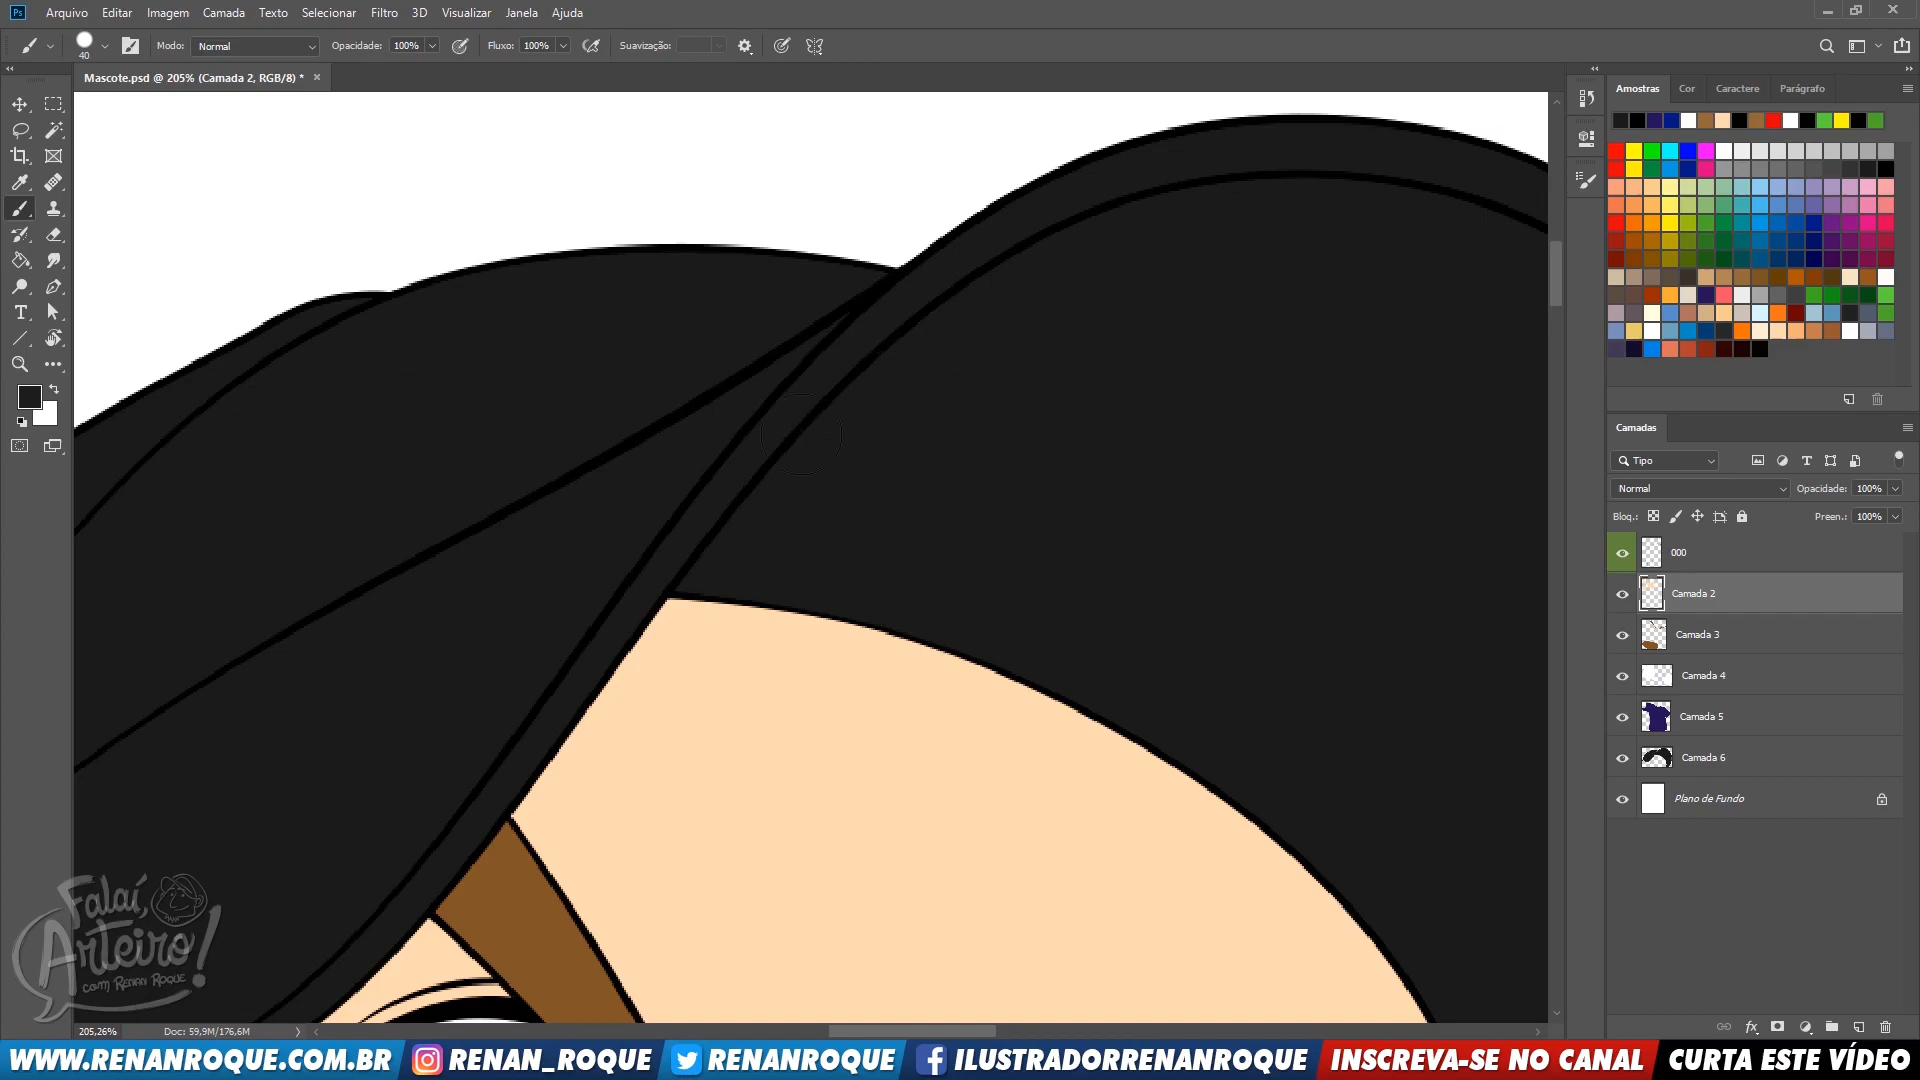 Ps Arquivo Editar Imagem Camada Texto Selecionar Filtro 3D Visualizar Janela Ajuda
40 Modo: Normal Opacidade: 100% Fluxo: 100% Suavização:
Mascote.psd @ 205% (Camada 2, RGB/8) * ×
Amostras Cor Caractere Parágrafo
Camadas
Tipo
Normal Opacidade: 100%
Bloq.: Preen.: 100%
000
Camada 2
Camada 3
Camada 4
Camada 5
Camada 6
Plano de Fundo
Falaí,
Arteiro!
com Renan Roque
205,26% Doc: 59,9M/176,6M
WWW.RENANROQUE.COM.BR RENAN_ROQUE RENANROQUE ILUSTRADORRENANROQUE INSCREVA-SE NO CANAL CURTA ESTE VÍDEO